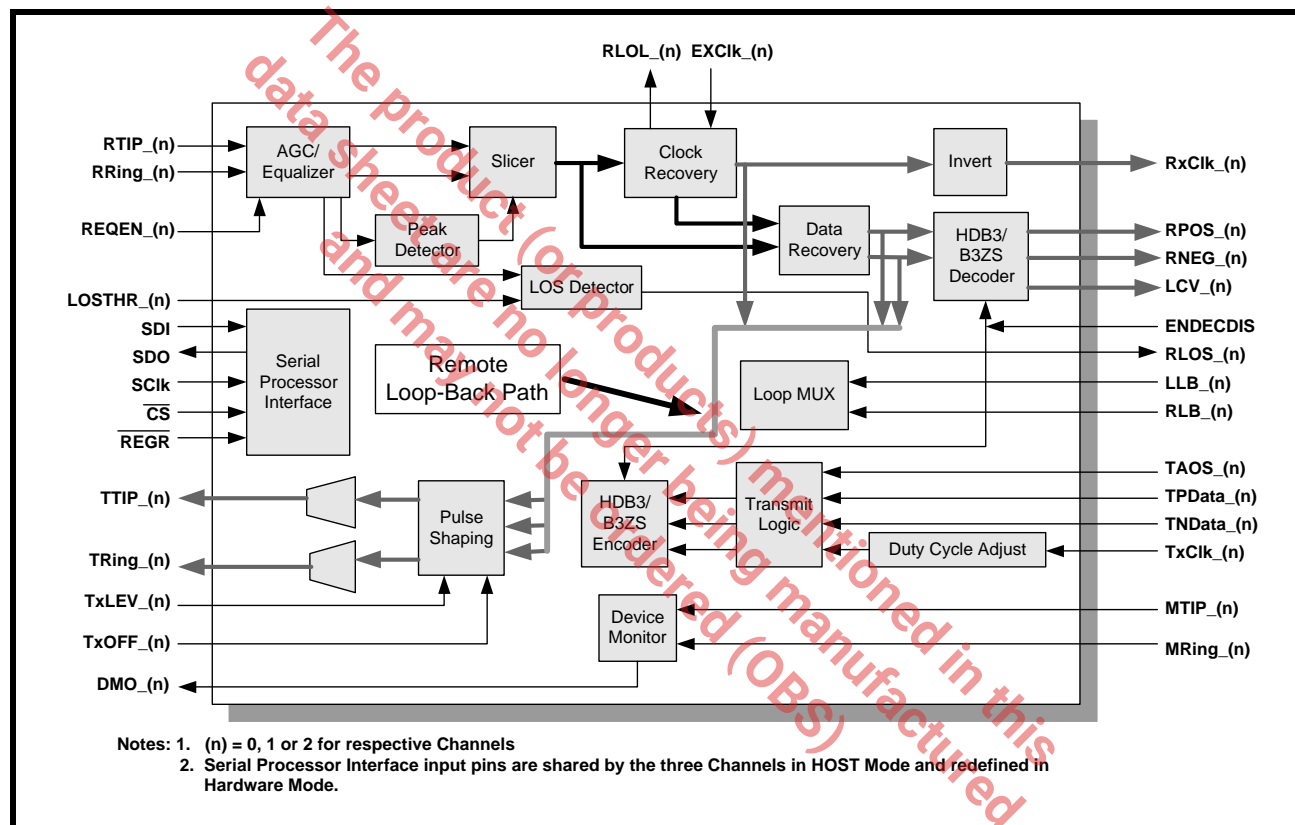 RLOL_(n) EXClk_(n)
RTIP_(n)
RRing_(n)
REQEN_(n)
LOSTHR_(n)
SDI
SDO
SClk
CS
REGR
TTIP_(n)
TRing_(n)
TxLEV_(n)
TxOFF_(n)
DMO_(n)
AGC/
Equalizer
Slicer
Clock
Recovery
Invert
Peak
Detector
Data
Recovery
HDB3/
B3ZS
Decoder
LOS Detector
Serial
Processor
Interface
Remote
Loop-Back Path
Loop MUX
Pulse
Shaping
HDB3/
B3ZS
Encoder
Transmit
Logic
Duty Cycle Adjust
Device
Monitor
RxClk_(n)
RPOS_(n)
RNEG_(n)
LCV_(n)
ENDECDIS
RLOS_(n)
LLB_(n)
RLB_(n)
TAOS_(n)
TPData_(n)
TNData_(n)
TxClk_(n)
MTIP_(n)
MRing_(n)
The product (or products) mentioned in this
data sheet are no longer being manufactured
and may not be ordered (OBS)
Notes: 1. (n) = 0, 1 or 2 for respective Channels
2. Serial Processor Interface input pins are shared by the three Channels in HOST Mode and redefined in
Hardware Mode.